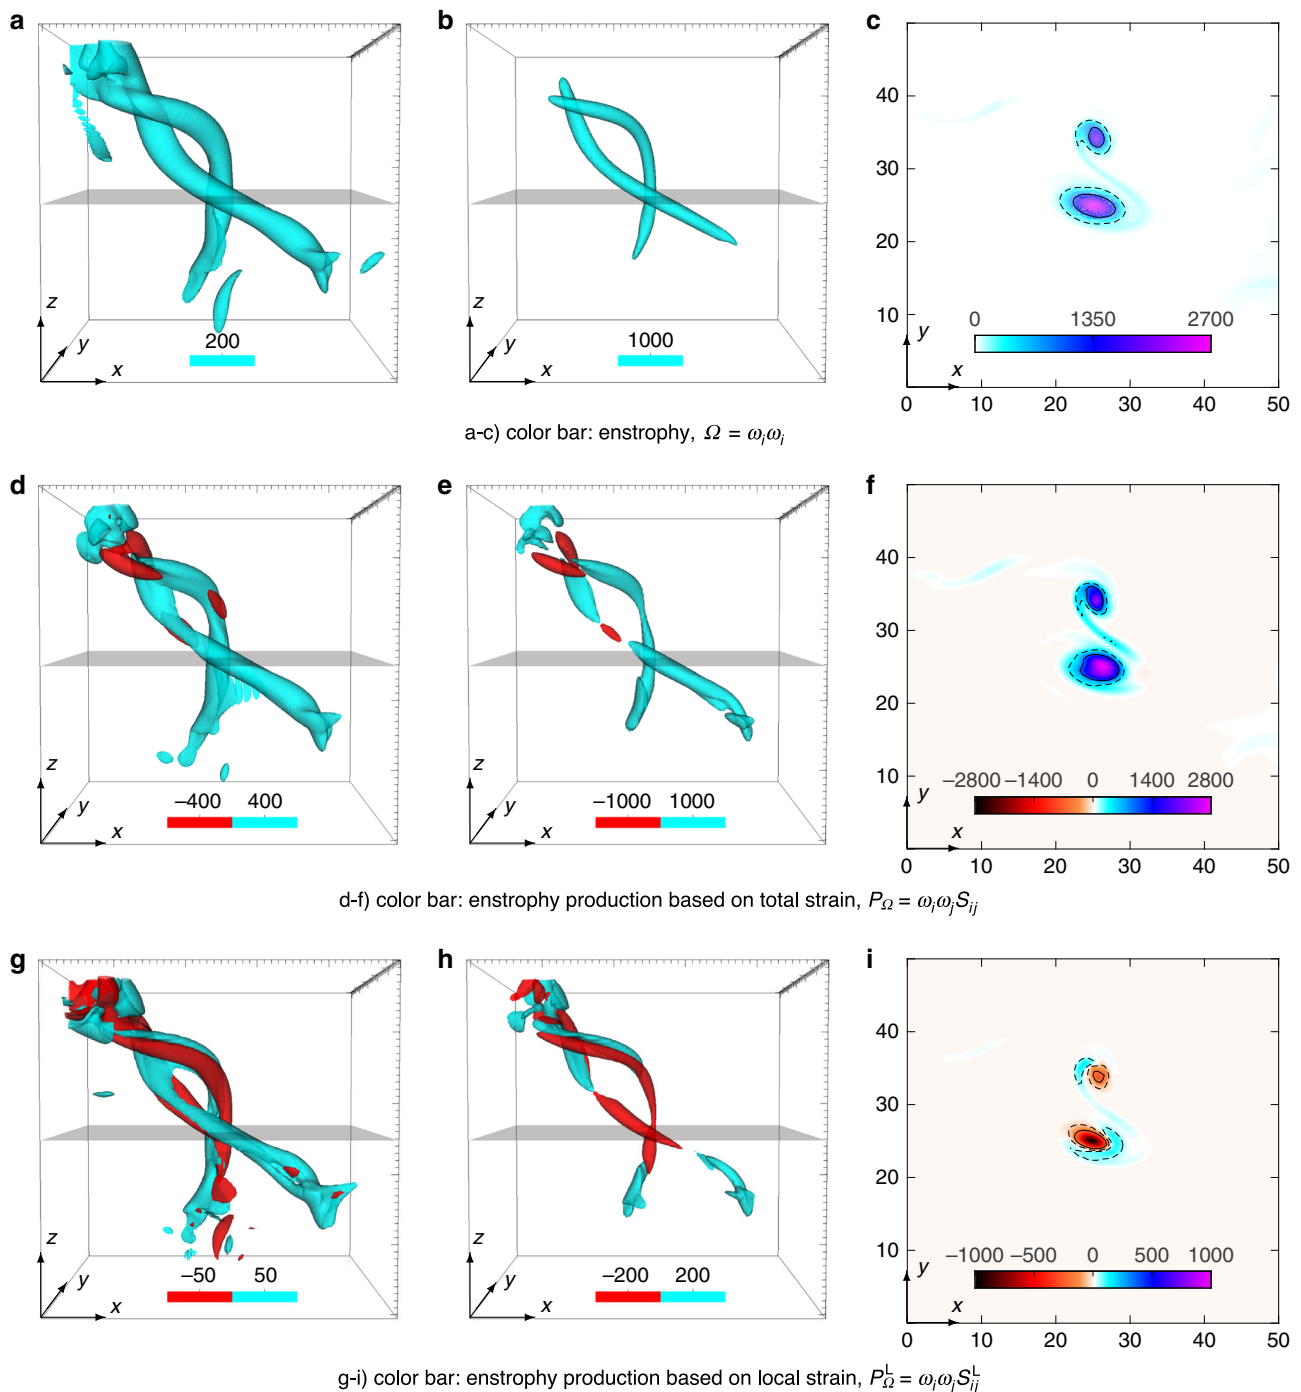 a
z
y
x
200
b
z
y
x
1000
c
40
30
20
10
y
0 1350 2700
x
0 10 20 30 40 50
a-c) color bar: enstrophy, Ω = ωᵢωᵢ
d
z
y
x
−400 400
e
z
y
x
−1000 1000
f
40
30
20
10
y
−2800 −1400 0 1400 2800
x
0 10 20 30 40 50
d-f) color bar: enstrophy production based on total strain, P_Ω = ωᵢωⱼSᵢⱼ
g
z
y
x
−50 50
h
z
y
x
−200 200
i
40
30
20
10
y
−1000 −500 0 500 1000
x
0 10 20 30 40 50
g-i) color bar: enstrophy production based on local strain, P_Ω^L = ωᵢωⱼSᵢⱼ^L